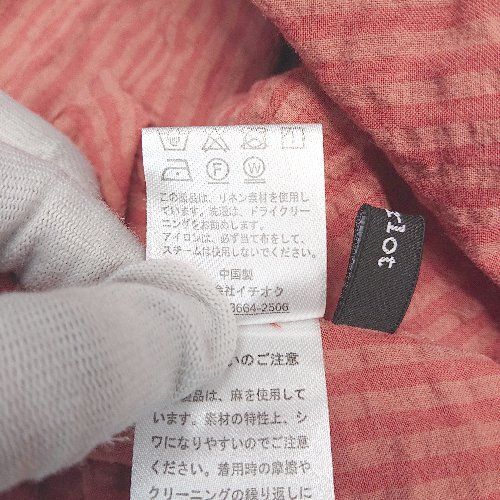 F W
この製品は、リネン素材を使用し
ています。洗濯は、ドライクリー
ニングをお勧めします。
アイロンは、必ず当て布をして、
スチームは使用しないでください。
中国製
会社イチオク
3664-2506
rlot
いのご注意
製品は、麻を使用して
います。素材の特性上、シ
ワになりやすいのでご注意
ください。着用時の摩擦や
クリーニングの繰り返しに